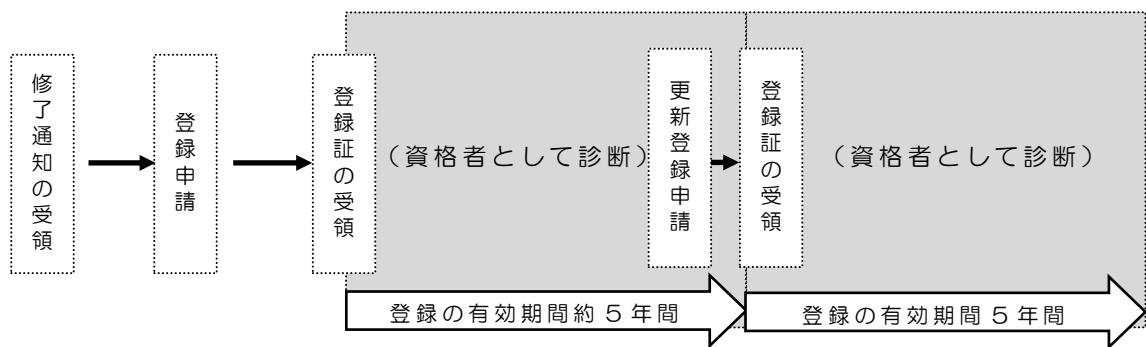 修了通知の受領
登録申請
登録証の受領
（資格者として診断）
更新登録申請
登録証の受領
（資格者として診断）
登録の有効期間約５年間
登録の有効期間５年間